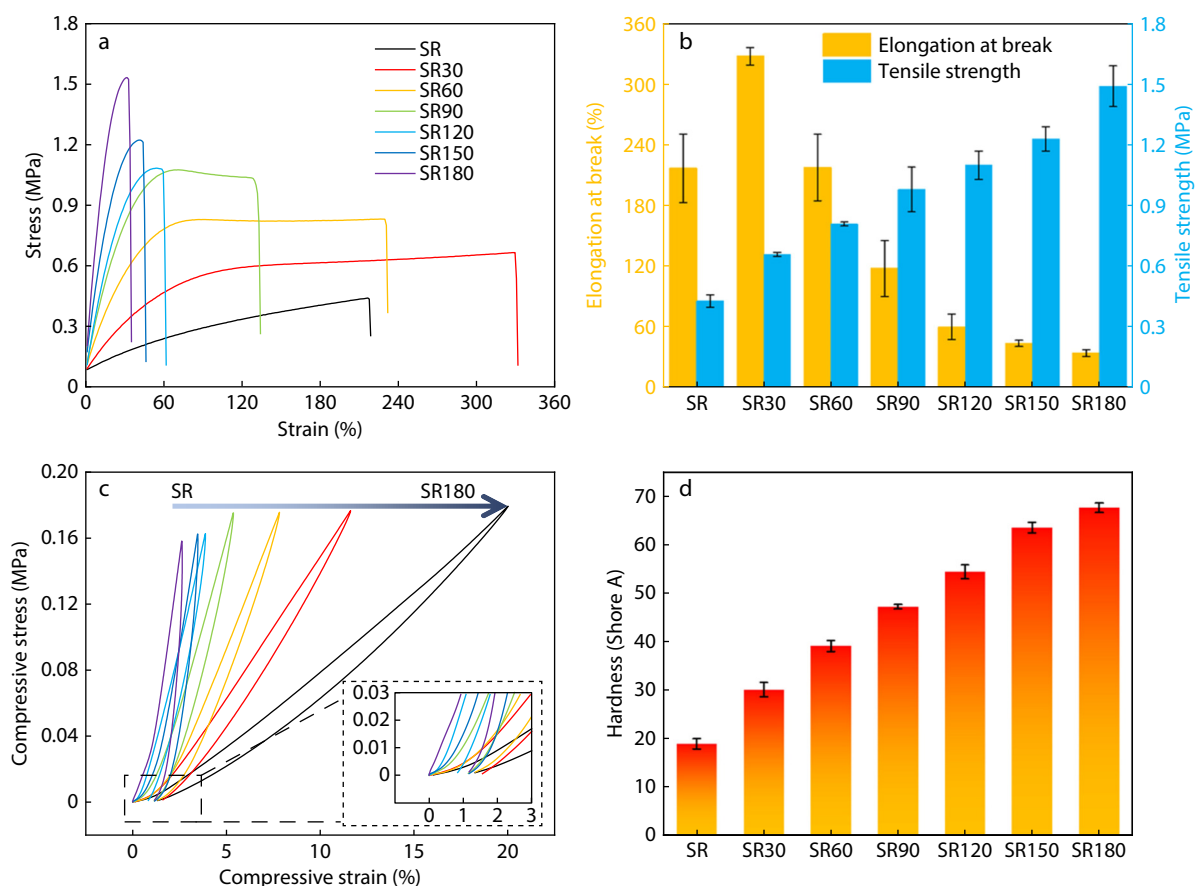 a
1.8
1.5
1.2
0.9
0.6
0.3
0
Stress (MPa)
SR
SR30
SR60
SR90
SR120
SR150
SR180
0 60 120 180 240 300 360
Strain (%)
b
Elongation at break
Tensile strength
360
300
240
180
120
60
0
Elongation at break (%)
1.8
1.5
1.2
0.9
0.6
0.3
0
Tensile strength (MPa)
SR SR30 SR60 SR90 SR120 SR150 SR180
c
SR SR180
0.20
0.16
0.12
0.08
0.04
0
Compressive stress (MPa)
0.03
0.02
0.01
0
0 1 2 3
0 5 10 15 20
Compressive strain (%)
d
70
60
50
40
30
20
10
0
Hardness (Shore A)
SR SR30 SR60 SR90 SR120 SR150 SR180